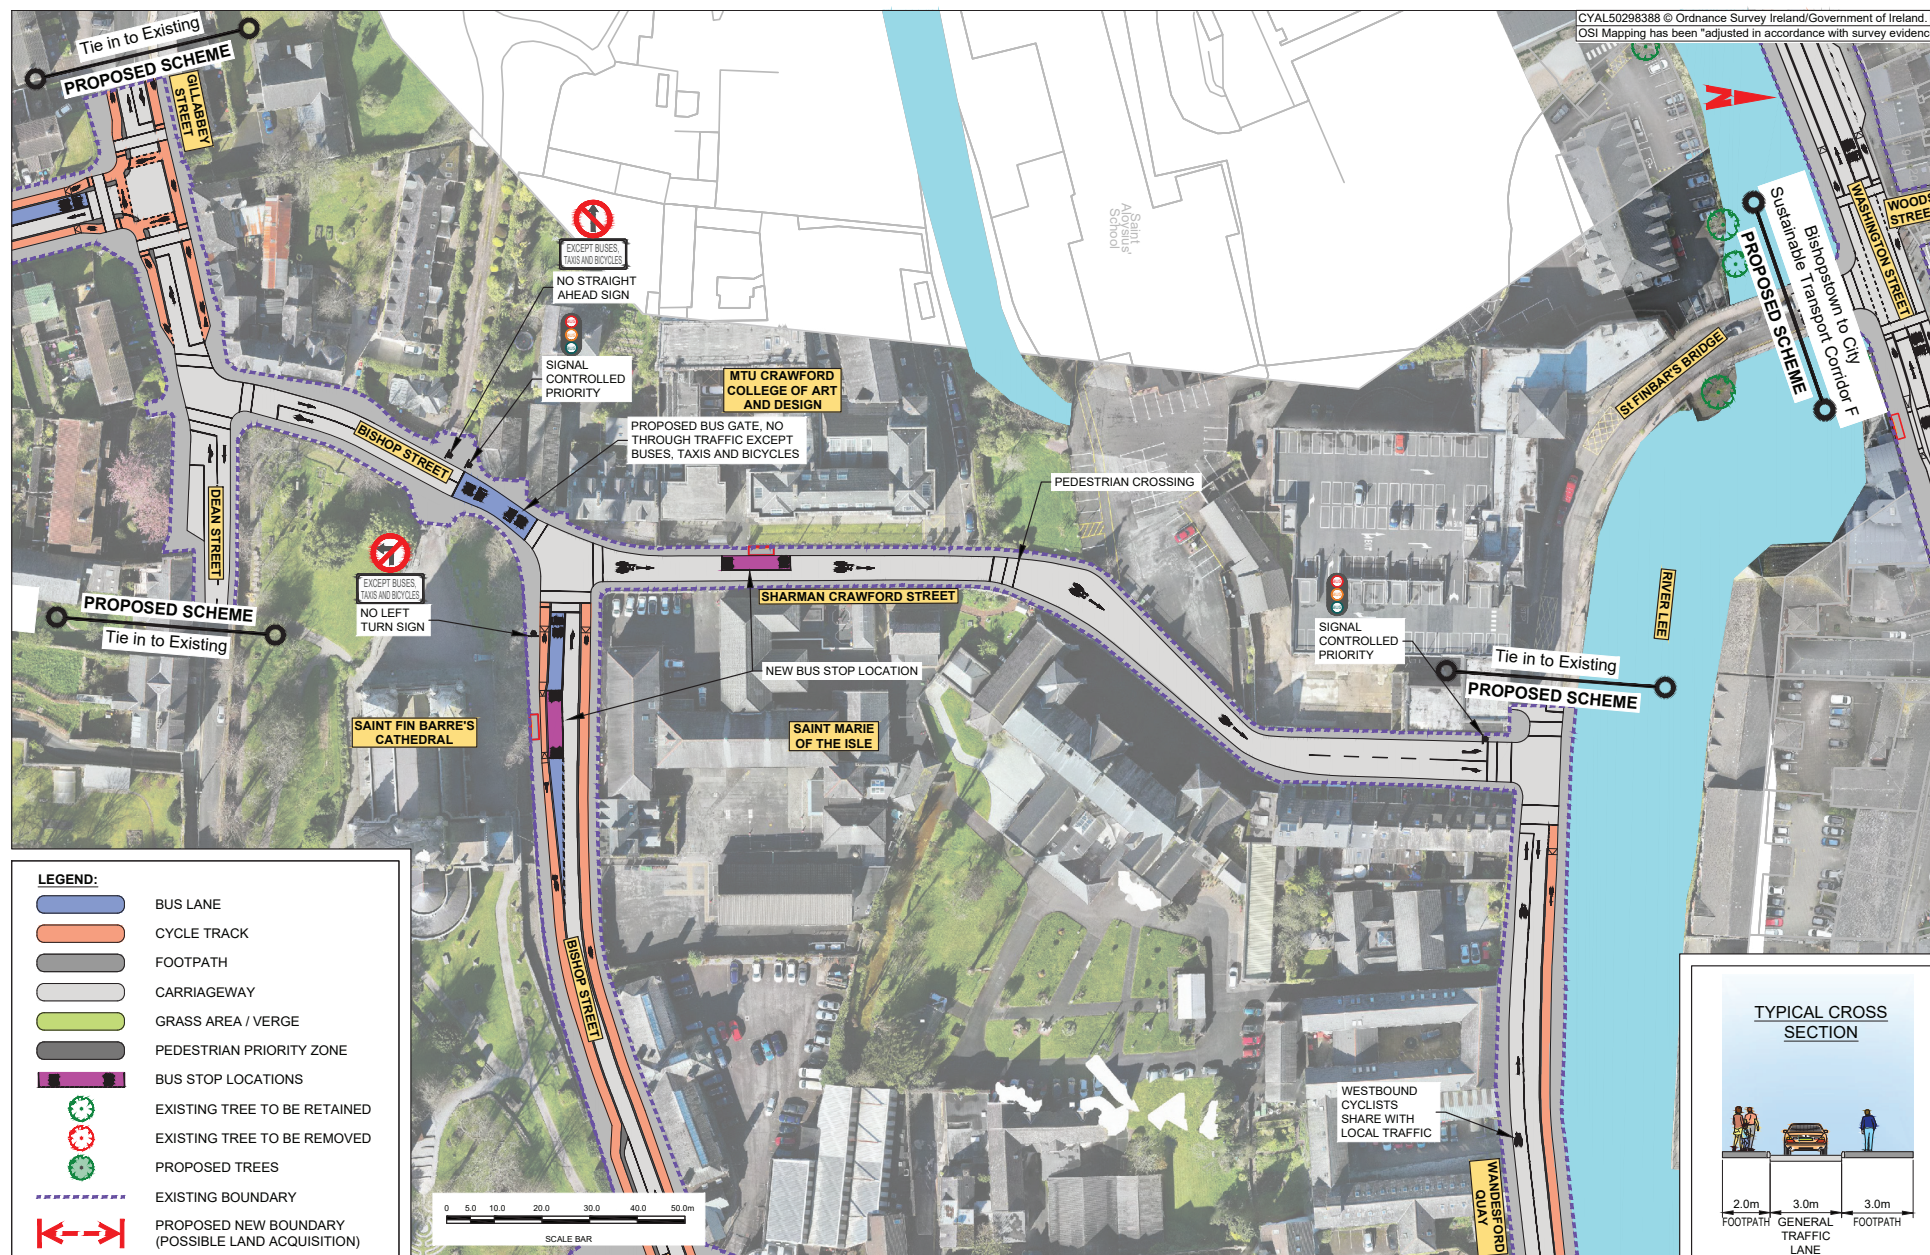 CYAL50298388 © Ordnance Survey Ireland/Government of Ireland.
OSI Mapping has been "adjusted in accordance with survey evidenc
Tie in to Existing
PROPOSED SCHEME
GILLABBEY
STREET
N
EXCEPT BUSES,
TAXIS AND BICYCLES
NO STRAIGHT
AHEAD SIGN
SIGNAL
CONTROLLED
PRIORITY
MTU CRAWFORD
COLLEGE OF ART
AND DESIGN
PROPOSED BUS GATE, NO
THROUGH TRAFFIC EXCEPT
BUSES, TAXIS AND BICYCLES
Saint
Aloysius'
School
WOODS
STREE
WASHINGTON STREET
Bishopstown to City
Sustainable Transport Corridor F
PROPOSED SCHEME
St FINBAR'S BRIDGE
BISHOP STREET
DEAN STREET
PEDESTRIAN CROSSING
EXCEPT BUSES,
TAXIS AND BICYCLES
NO LEFT
TURN SIGN
PROPOSED SCHEME
Tie in to Existing
SHARMAN CRAWFORD STREET
RIVER LEE
SIGNAL
CONTROLLED
PRIORITY
Tie in to Existing
PROPOSED SCHEME
NEW BUS STOP LOCATION
SAINT FIN BARRE'S
CATHEDRAL
SAINT MARIE
OF THE ISLE
BISHOP STREET
WESTBOUND
CYCLISTS
SHARE WITH
LOCAL TRAFFIC
WANDESFORD
QUAY
LEGEND:
BUS LANE
CYCLE TRACK
FOOTPATH
CARRIAGEWAY
GRASS AREA / VERGE
PEDESTRIAN PRIORITY ZONE
BUS STOP LOCATIONS
EXISTING TREE TO BE RETAINED
EXISTING TREE TO BE REMOVED
PROPOSED TREES
EXISTING BOUNDARY
PROPOSED NEW BOUNDARY
(POSSIBLE LAND ACQUISITION)
0 5.0 10.0 20.0 30.0 40.0 50.0m
SCALE BAR
TYPICAL CROSS
SECTION
2.0m 3.0m 3.0m
FOOTPATH GENERAL FOOTPATH
TRAFFIC
LANE